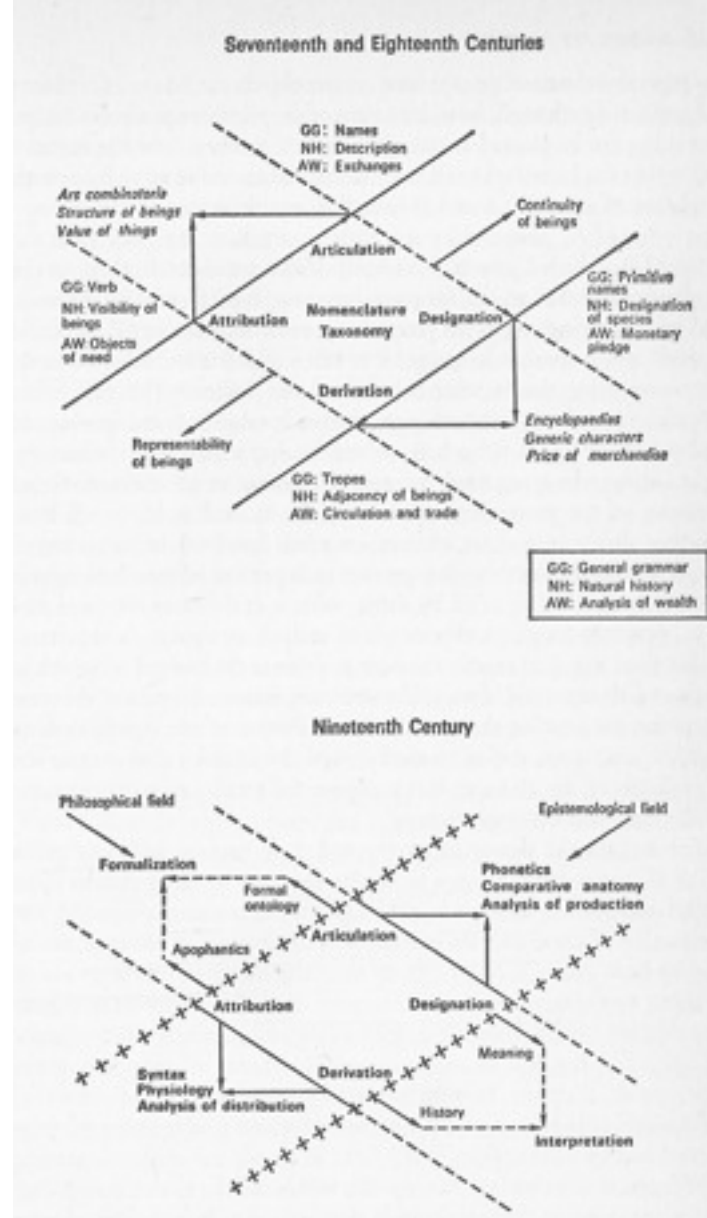 Seventeenth and Eighteenth Centuries
GG: Names
NH: Description
AW: Exchanges
Ars combinatoria
Structure of beings
Value of things
Continuity
of beings
Articulation
GG: Verb
NH: Visibility of
beings
AW: Objects
of need
Attribution
Nomenclature
Taxonomy
Designation
GG: Primitive
names
NH: Designation
of species
AW: Monetary
pledge
Derivation
Representability
of beings
Encyclopaedias
Generic characters
Price of merchandise
GG: Tropes
NH: Adjacency of beings
AW: Circulation and trade
GG: General grammar
NH: Natural history
AW: Analysis of wealth
Nineteenth Century
Philosophical field
Epistemological field
Formalization
Formal
ontology
Phonetics
Comparative anatomy
Analysis of production
Articulation
Apophantics
Attribution
Designation
Meaning
Syntax
Physiology
Analysis of distribution
Derivation
History
Interpretation